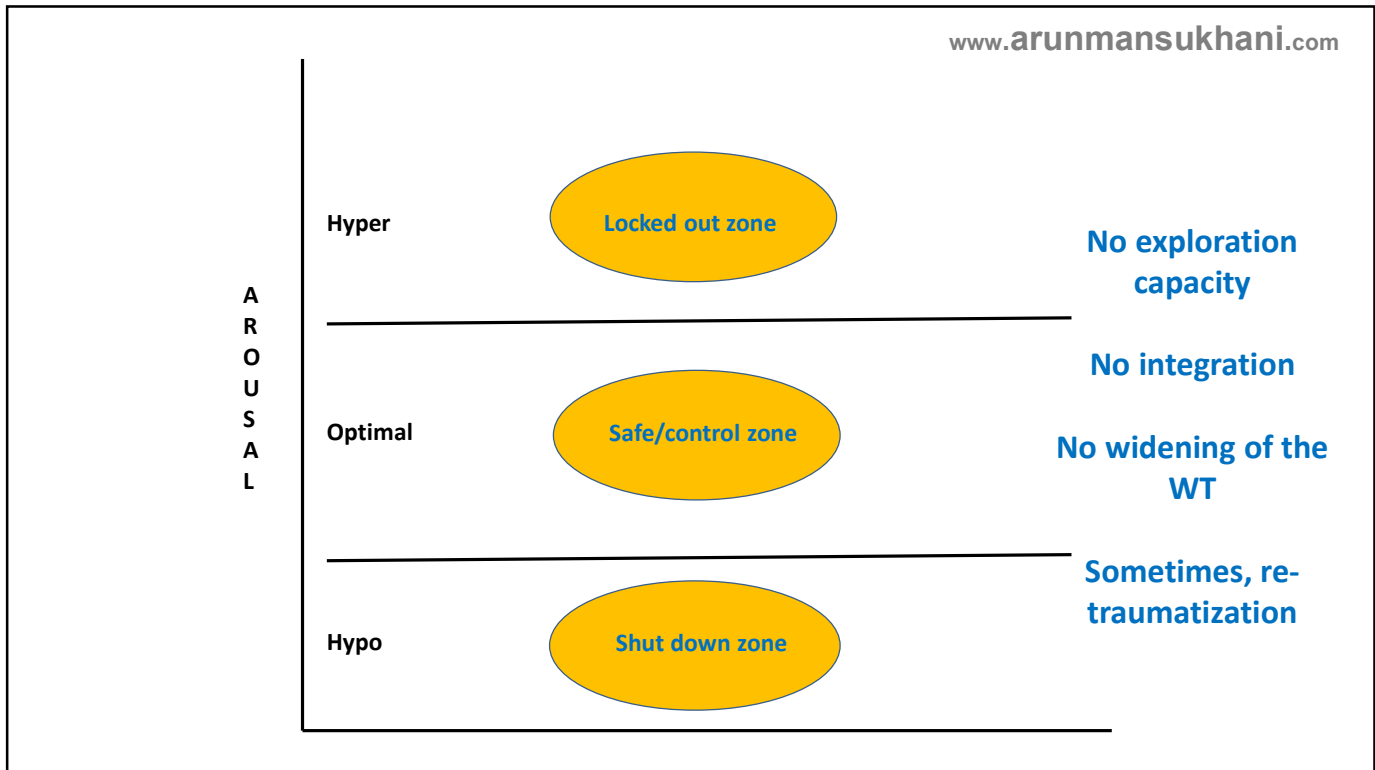 www.arunmansukhani.com
A
R
O
U
S
A
L
Hyper
Locked out zone
Optimal
Safe/control zone
Hypo
Shut down zone
No exploration
capacity
No integration
No widening of the
WT
Sometimes, re-
traumatization